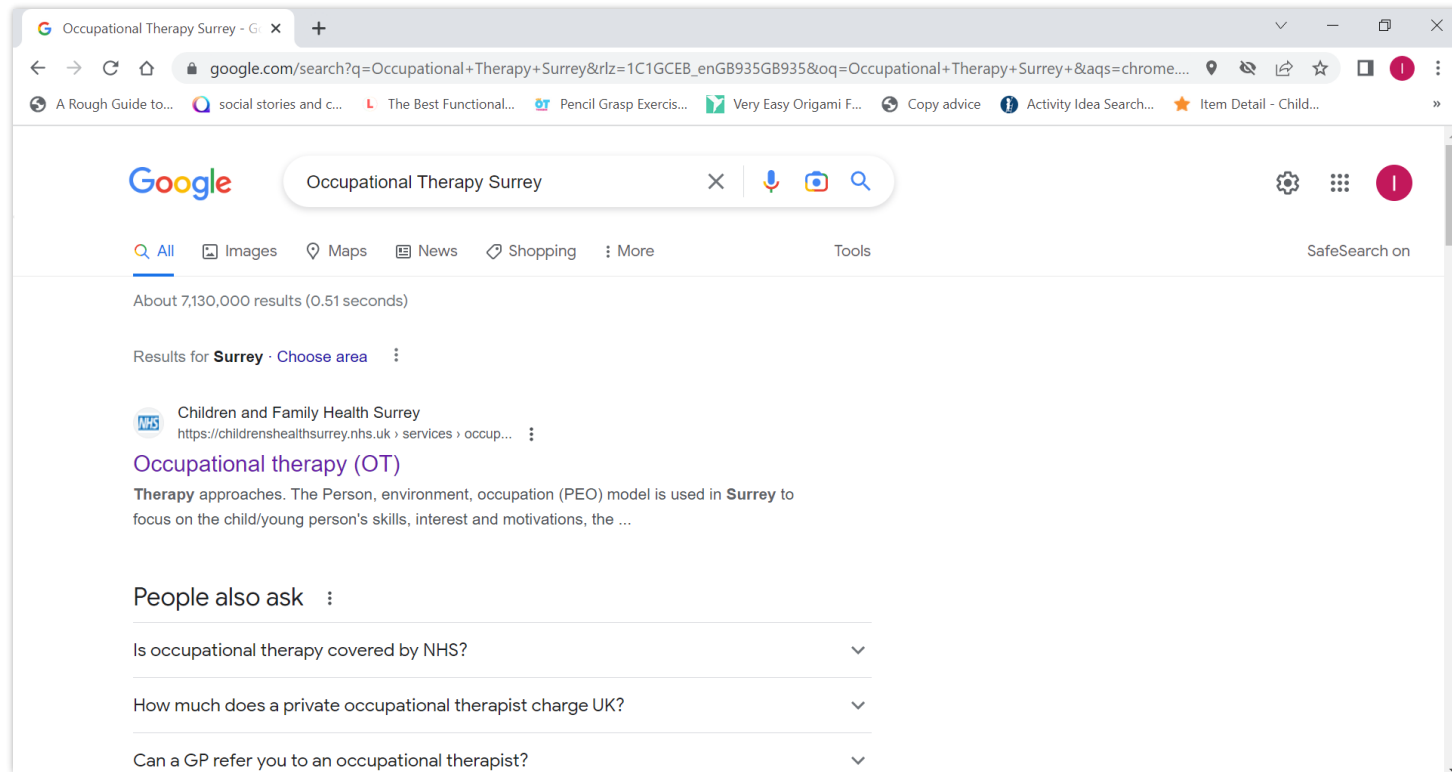 Occupational Therapy Surrey - G
google.com/search?q=Occupational+Therapy+Surrey&rlz=1C1GCEB_enGB935GB935&oq=Occupational+Therapy+Surrey+&aqs=chrome....
I
A Rough Guide to... social stories and c... L The Best Functional... ÖT Pencil Grasp Exercis... Very Easy Origami F... Copy advice Activity Idea Search... Item Detail - Child... »
Google Occupational Therapy Surrey I
All Images Maps News Shopping More Tools SafeSearch on
About 7,130,000 results (0.51 seconds)
Results for Surrey · Choose area
NHS Children and Family Health Surrey
https://childrenshealthsurrey.nhs.uk › services › occup...
Occupational therapy (OT)
Therapy approaches. The Person, environment, occupation (PEO) model is used in Surrey to
focus on the child/young person's skills, interest and motivations, the ...
People also ask
Is occupational therapy covered by NHS?
How much does a private occupational therapist charge UK?
Can a GP refer you to an occupational therapist?